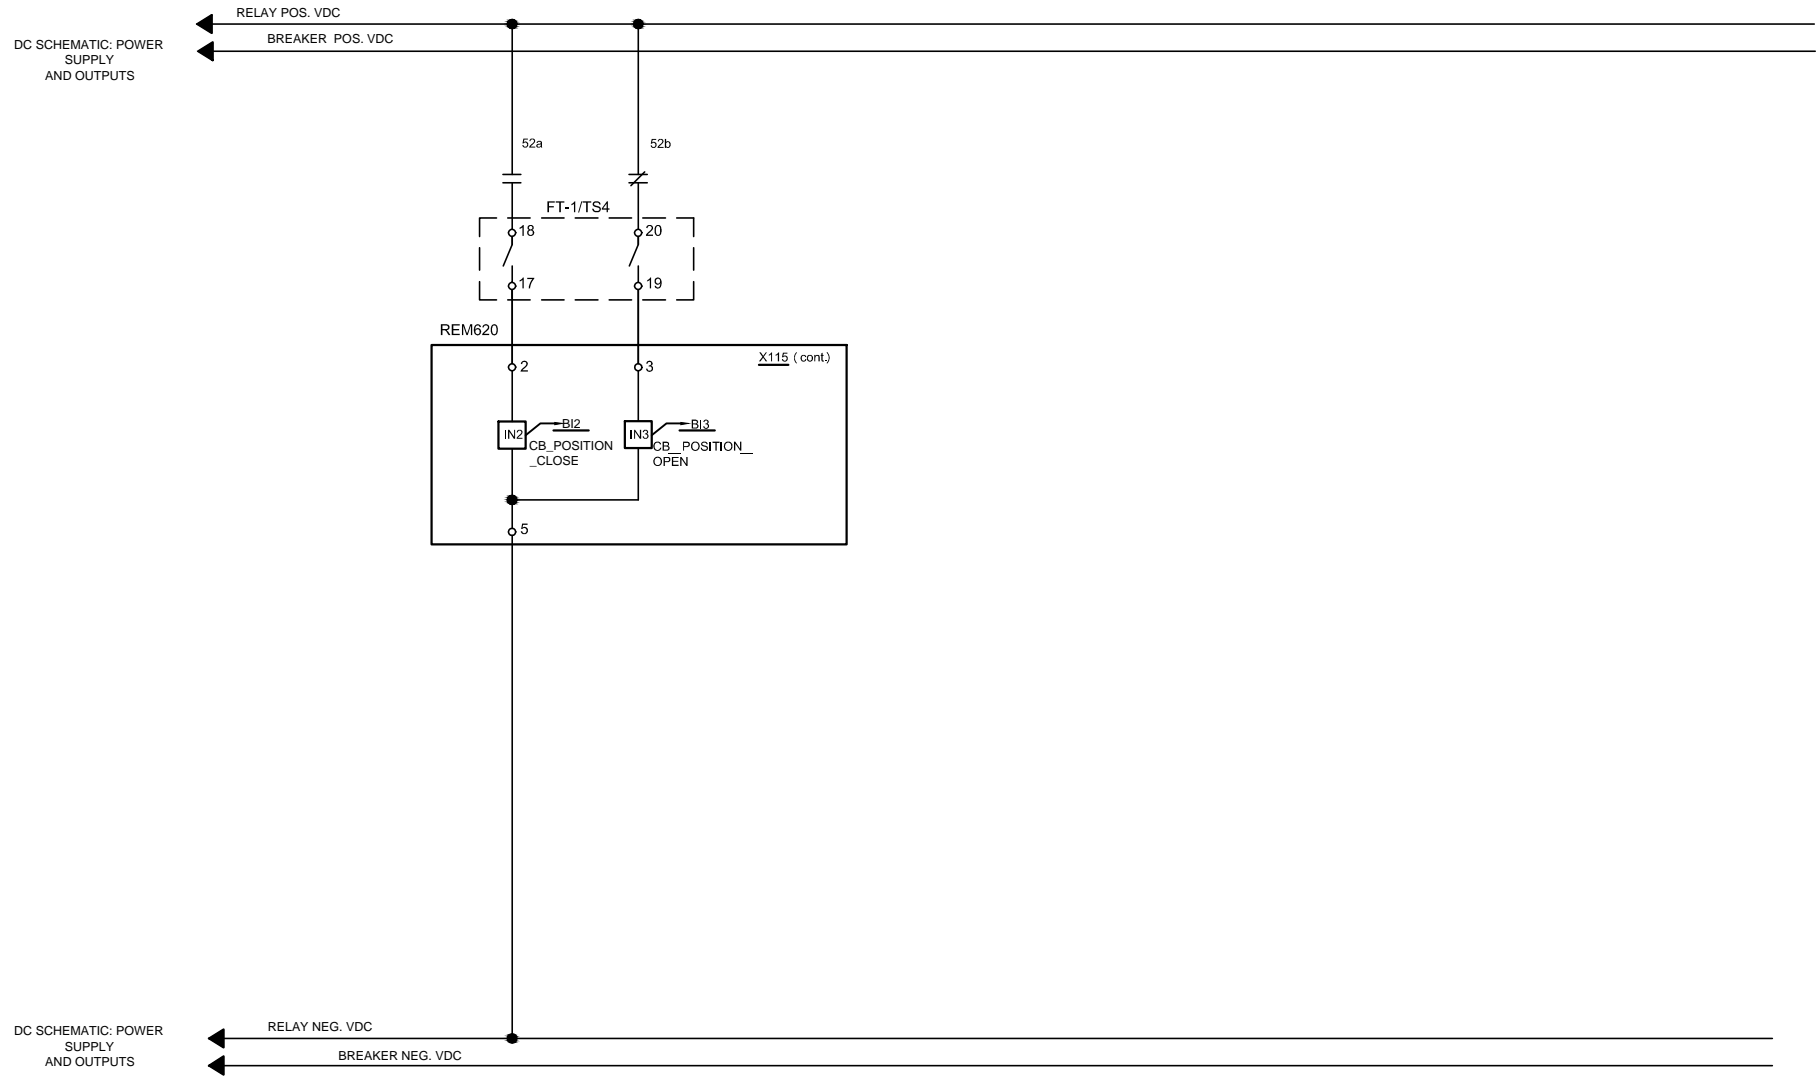 RELAY POS. VDC
BREAKER POS. VDC
DC SCHEMATIC: POWER
SUPPLY
AND OUTPUTS
52a
52b
FT-1/TS4
18
20
17
19
REM620
X115 (cont.)
2
3
IN2
BI2
CB_POSITION
_CLOSE
IN3
BI3
CB__POSITION__
OPEN
5
DC SCHEMATIC: POWER
SUPPLY
AND OUTPUTS
RELAY NEG. VDC
BREAKER NEG. VDC